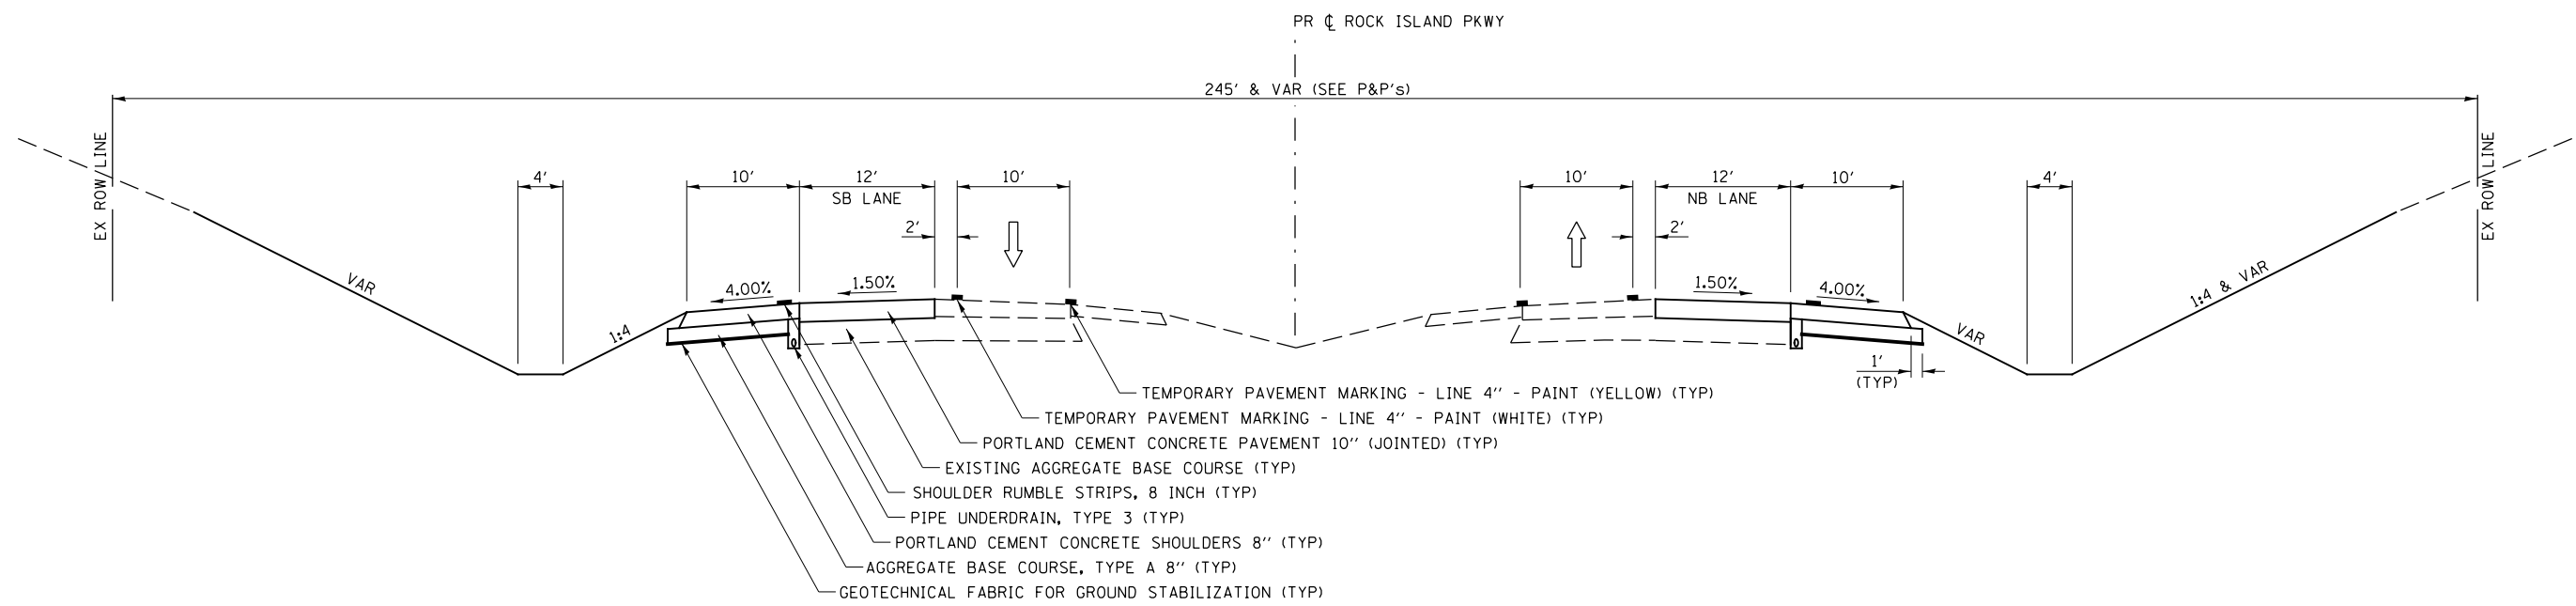 PR ℄ ROCK ISLAND PKWY
245' & VAR (SEE P&P's)
EX ROW LINE
EX ROW LINE
4'
10'
12'
10'
10'
12'
10'
4'
SB LANE
NB LANE
2'
2'
VAR
1:4
4.00%
1.50%
1.50%
4.00%
VAR
1:4 & VAR
1'
(TYP)
TEMPORARY PAVEMENT MARKING - LINE 4'' - PAINT (YELLOW) (TYP)
TEMPORARY PAVEMENT MARKING - LINE 4'' - PAINT (WHITE) (TYP)
PORTLAND CEMENT CONCRETE PAVEMENT 10'' (JOINTED) (TYP)
EXISTING AGGREGATE BASE COURSE (TYP)
SHOULDER RUMBLE STRIPS, 8 INCH (TYP)
PIPE UNDERDRAIN, TYPE 3 (TYP)
PORTLAND CEMENT CONCRETE SHOULDERS 8'' (TYP)
AGGREGATE BASE COURSE, TYPE A 8'' (TYP)
GEOTECHNICAL FABRIC FOR GROUND STABILIZATION (TYP)